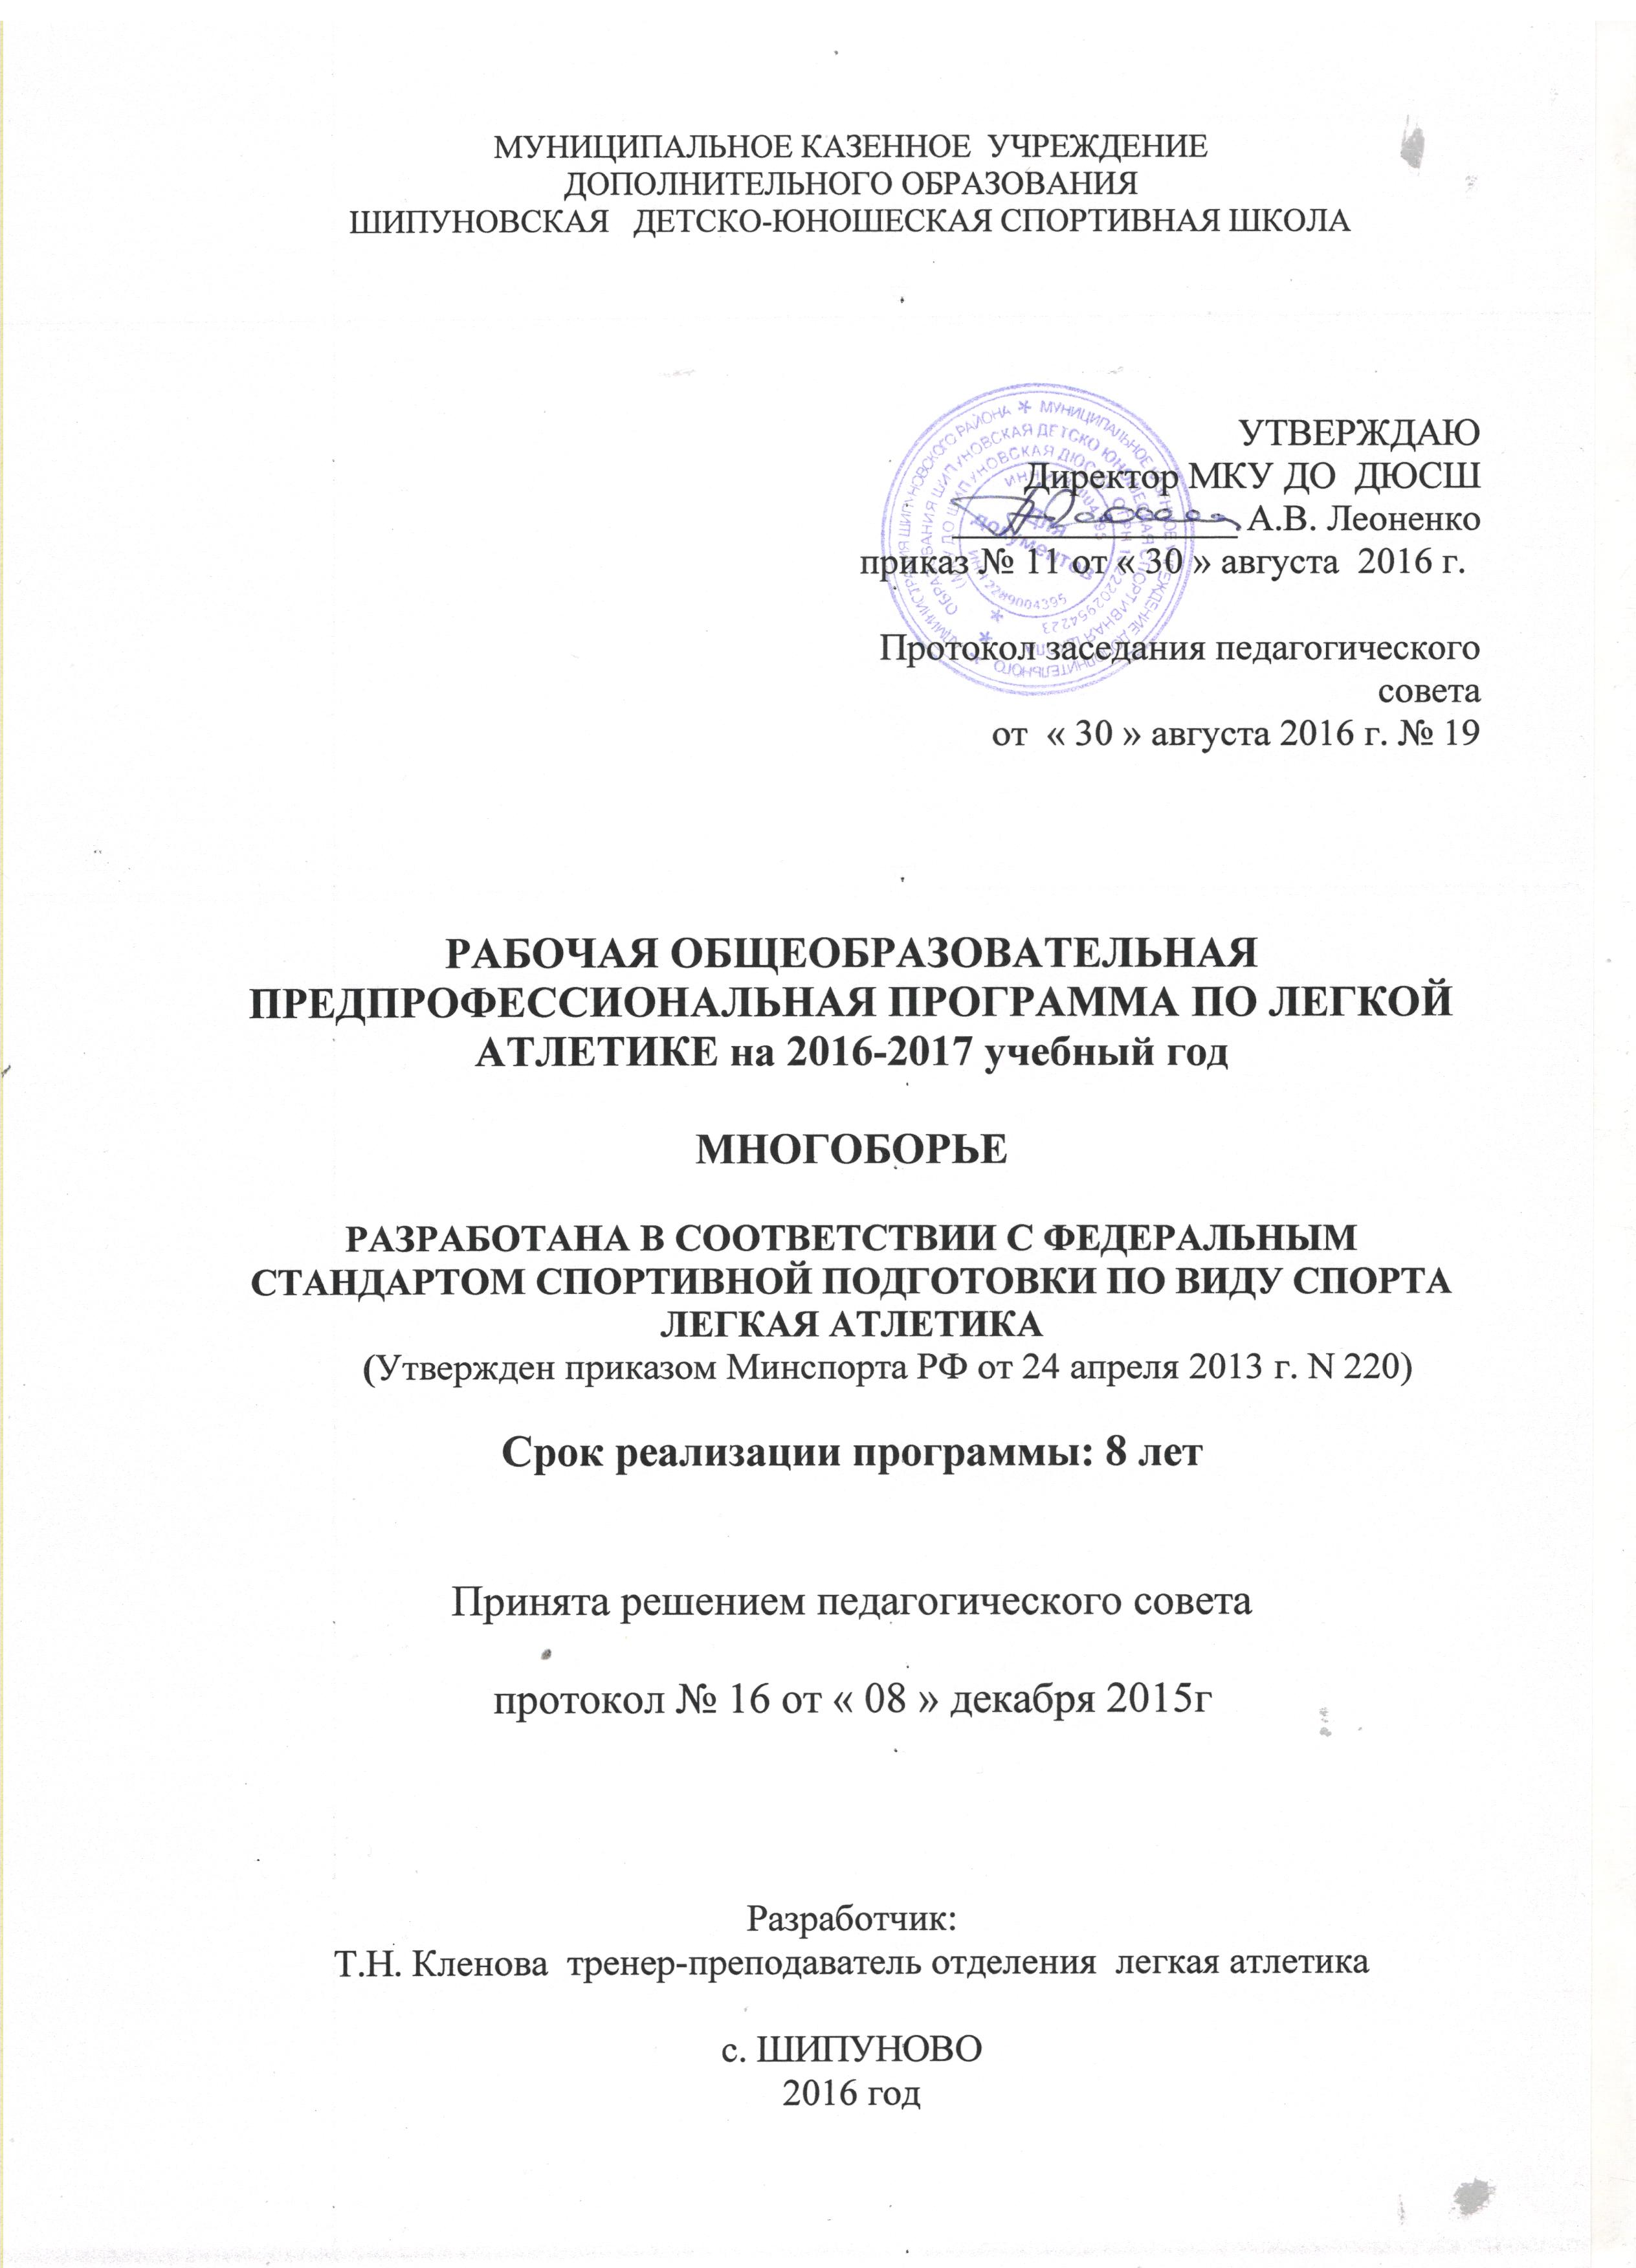 МУНИЦИПАЛЬНОЕ КАЗЕННОЕ УЧРЕЖДЕНИЕ
ДОПОЛНИТЕЛЬНОГО ОБРАЗОВАНИЯ
ШИПУНОВСКАЯ ДЕТСКО-ЮНОШЕСКАЯ СПОРТИВНАЯ ШКОЛА
УТВЕРЖДАЮ
Директор МКУ ДО ДЮСШ
А.В. Леоненко
приказ № 11 от « 30 » августа 2016 г.
Для
документов
ИНН 2289004395
Протокол заседания педагогического
совета
от « 30 » августа 2016 г. № 19
РАБОЧАЯ ОБЩЕОБРАЗОВАТЕЛЬНАЯ
ПРЕДПРОФЕССИОНАЛЬНАЯ ПРОГРАММА ПО ЛЕГКОЙ
АТЛЕТИКЕ на 2016-2017 учебный год
МНОГОБОРЬЕ
РАЗРАБОТАНА В СООТВЕТСТВИИ С ФЕДЕРАЛЬНЫМ
СТАНДАРТОМ СПОРТИВНОЙ ПОДГОТОВКИ ПО ВИДУ СПОРТА
ЛЕГКАЯ АТЛЕТИКА
(Утвержден приказом Минспорта РФ от 24 апреля 2013 г. N 220)
Срок реализации программы: 8 лет
Принята решением педагогического совета
протокол № 16 от « 08 » декабря 2015г
Разработчик:
Т.Н. Кленова тренер-преподаватель отделения легкая атлетика
с. ШИПУНОВО
2016 год